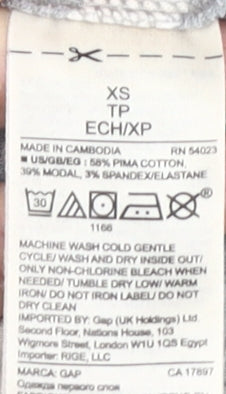 XS
TP
ECH/XP
MADE IN CAMBODIA RN 54023
■ US/GB/EG : 58% PIMA COTTON,
39% MODAL, 3% SPANDEX/ELASTANE
30
1166
MACHINE WASH COLD GENTLE
CYCLE/ WASH AND DRY INSIDE OUT/
ONLY NON-CHLORINE BLEACH WHEN
NEEDED/ TUMBLE DRY LOW/ WARM
IRON/ DO NOT IRON LABEL/ DO NOT
DRY CLEAN
IMPORTED BY: Gap (UK Holdings) Ltd.
Second Floor, Nations House, 103
Wigmore Street, London W1U 1QS Egypt
Importer: RIGE, LLC
MARCA: GAP CA 17897
Одежда первого слоя